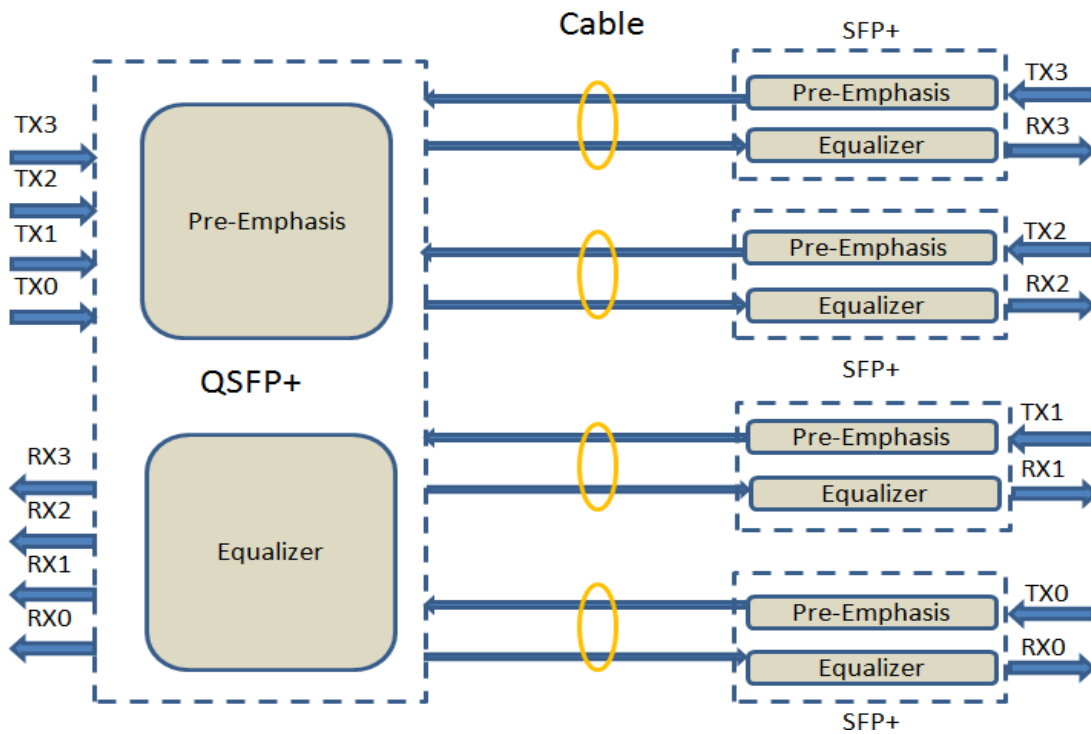 Cable
SFP+
TX3
Pre-Emphasis
RX3
Equalizer
TX3
TX2
TX1
TX0
Pre-Emphasis
TX2
Pre-Emphasis
RX2
Equalizer
SFP+
QSFP+
TX1
Pre-Emphasis
RX1
Equalizer
RX3
RX2
RX1
RX0
Equalizer
TX0
Pre-Emphasis
RX0
Equalizer
SFP+